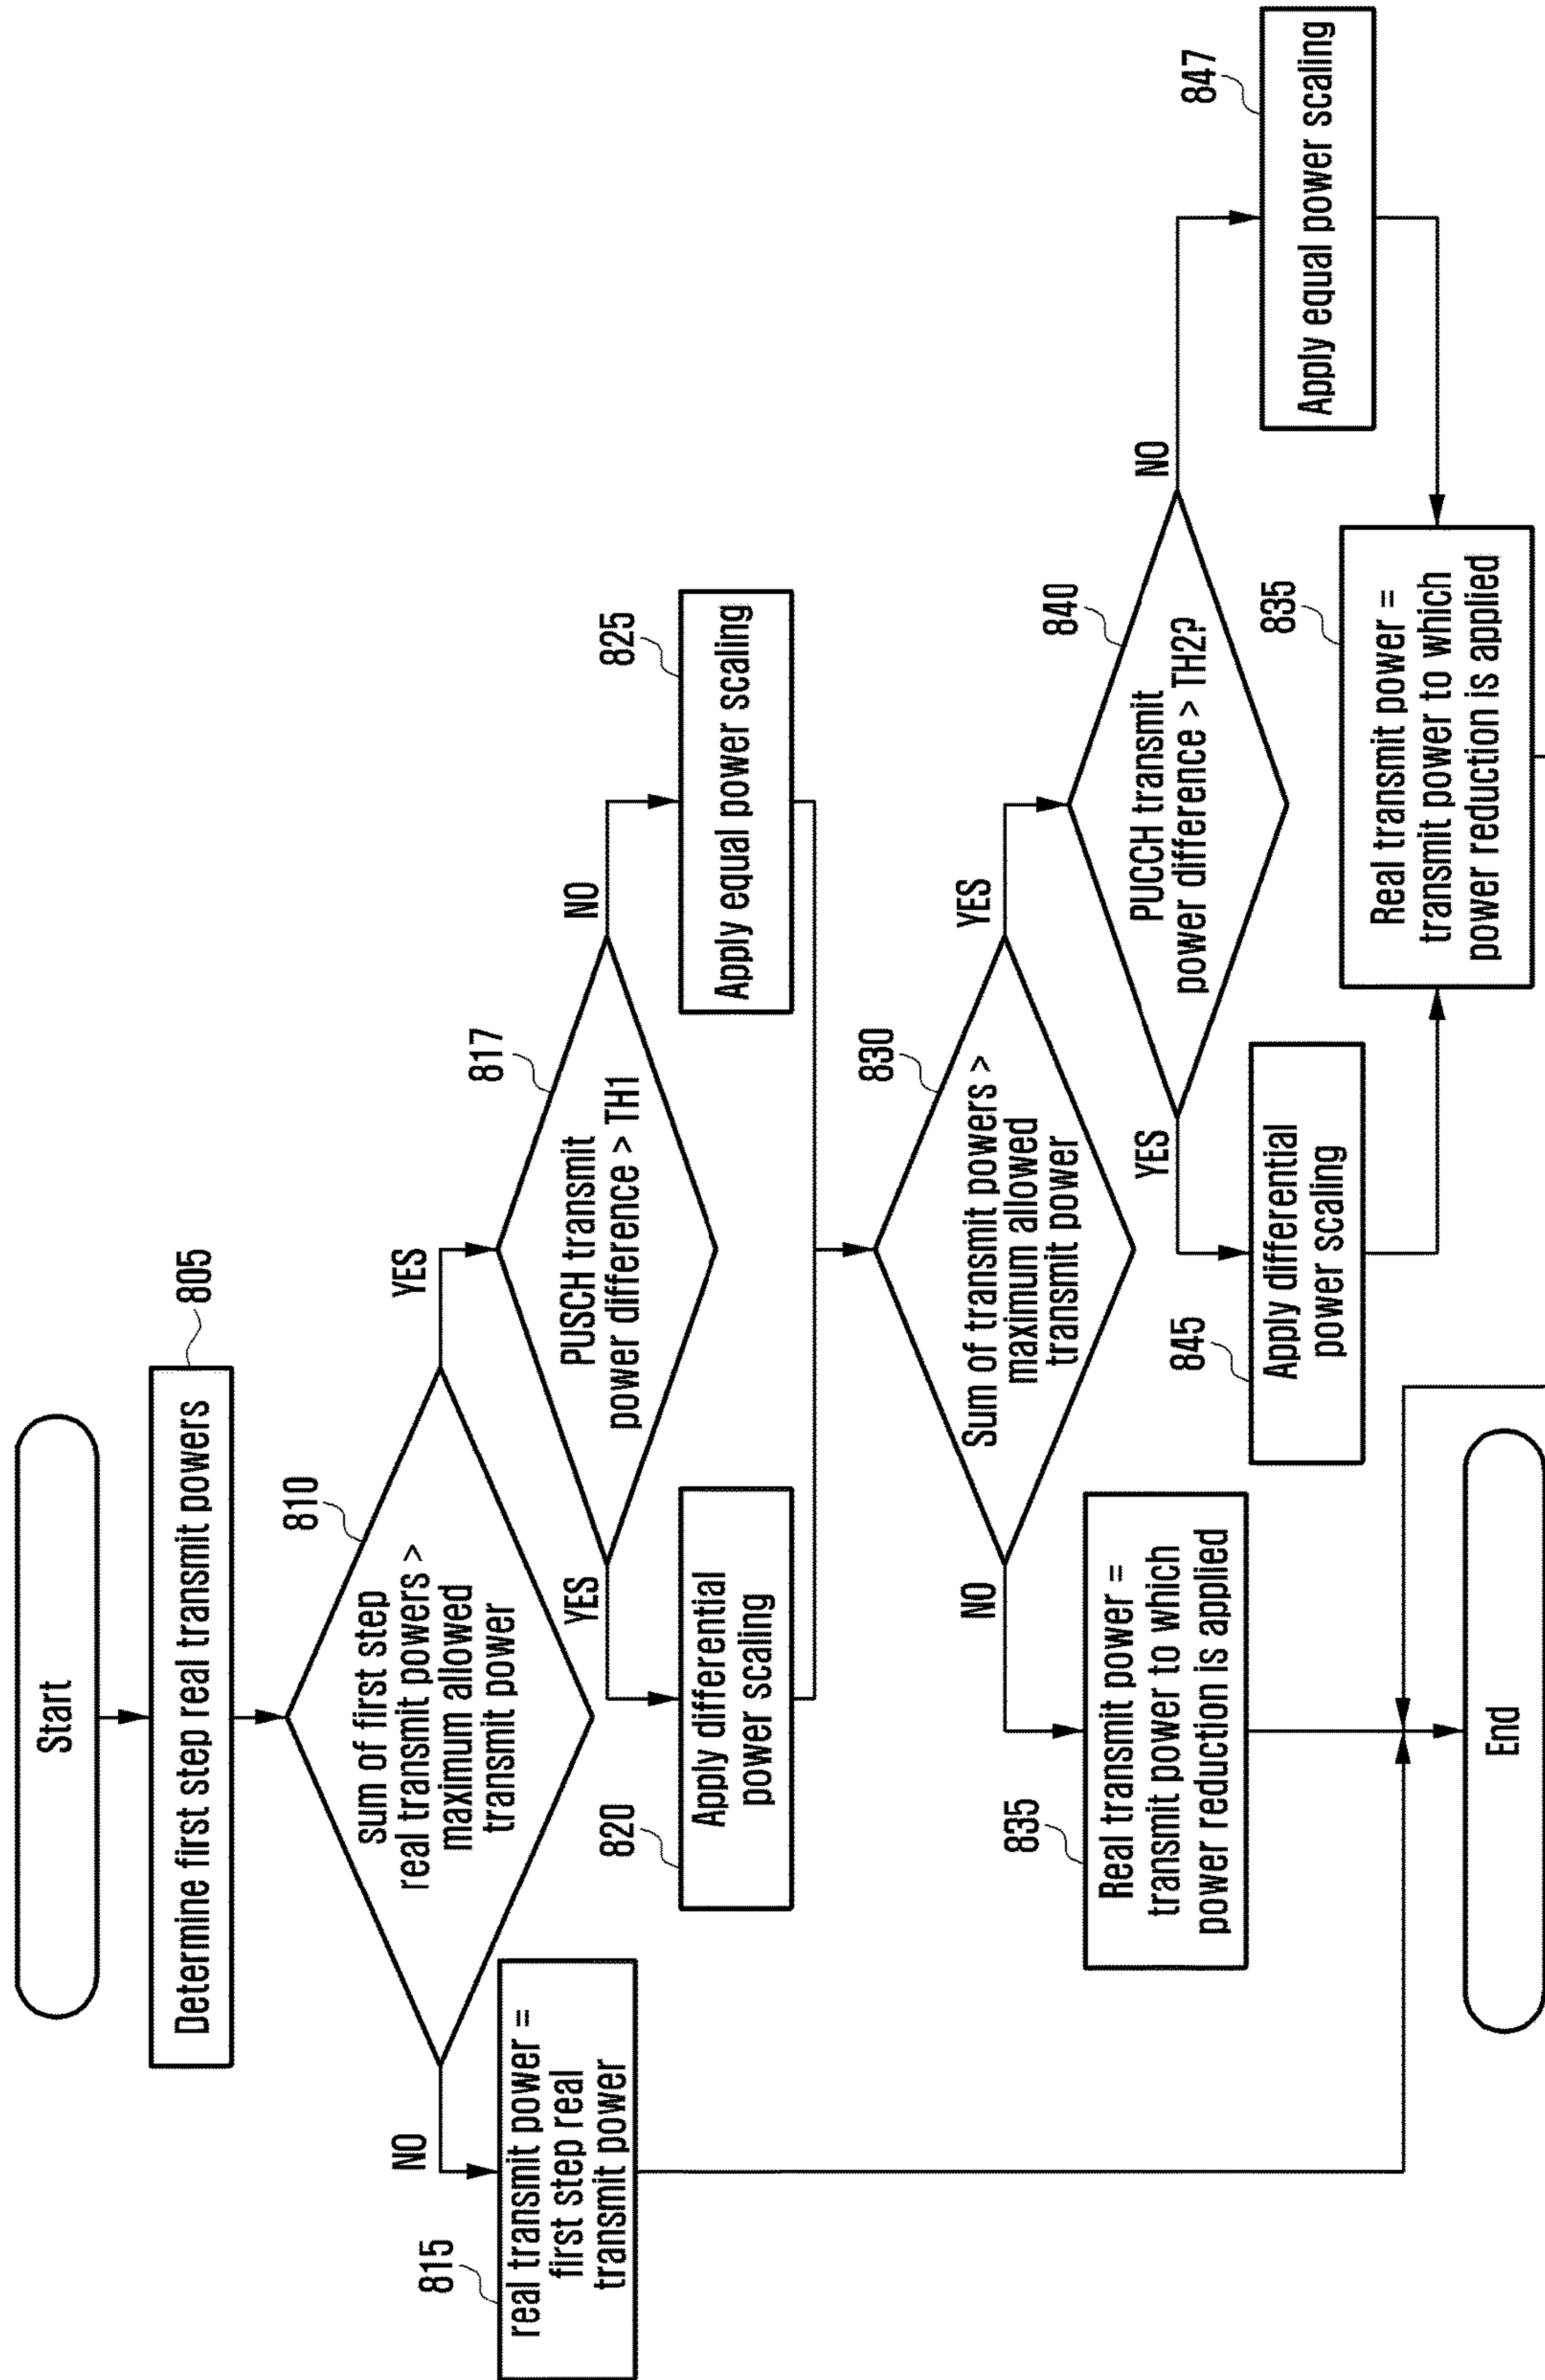 Start
805
Determine first step real transmit powers
810
sum of first step
real transmit powers >
maximum allowed
transmit power
NO
YES
815
real transmit power =
first step real
transmit power
817
PUSCH transmit
power difference > TH1
YES
NO
820
Apply differential
power scaling
825
Apply equal power scaling
830
Sum of transmit powers >
maximum allowed
transmit power
NO
YES
835
Real transmit power =
transmit power to which
power reduction is applied
840
PUCCH transmit
power difference > TH2?
YES
NO
845
Apply differential
power scaling
847
Apply equal power scaling
835
Real transmit power =
transmit power to which
power reduction is applied
End